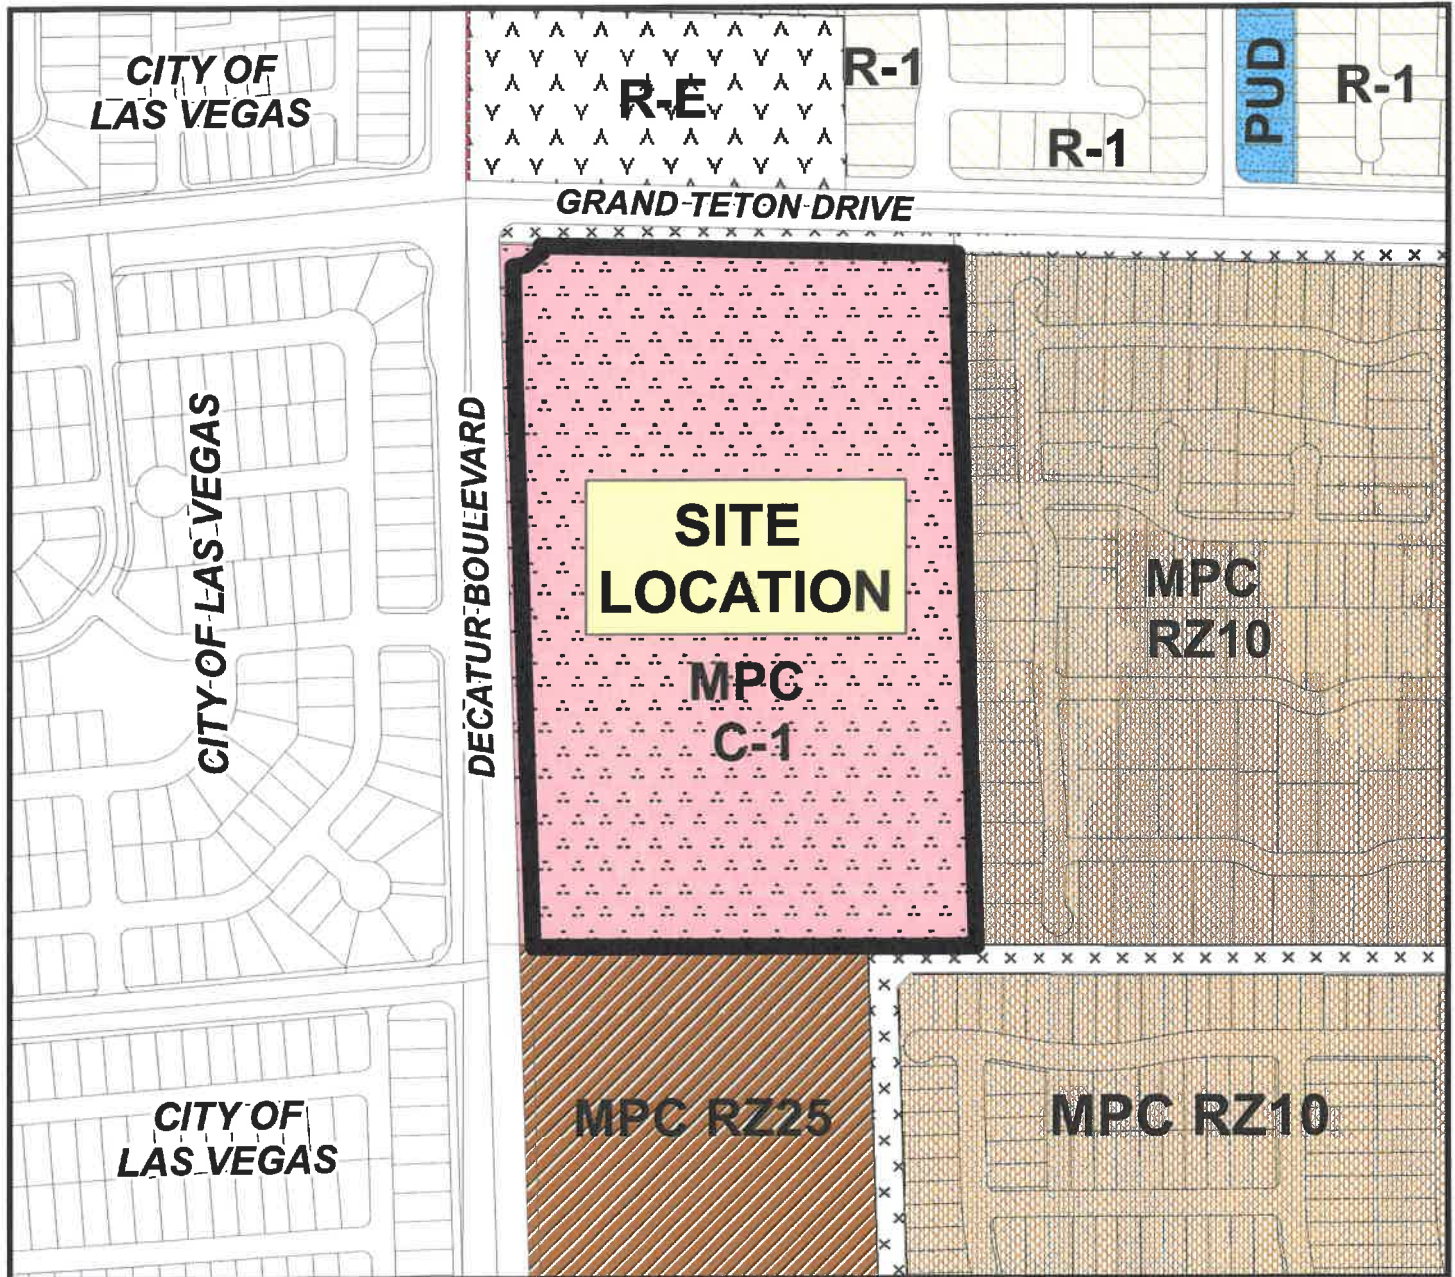 CITY OF
LAS VEGAS
R-E
R-1
R-1
PUD
R-1
GRAND TETON DRIVE
CITY OF LAS VEGAS
DECATUR BOULEVARD
SITE
LOCATION
MPC
C-1
MPC
RZ10
CITY OF
LAS VEGAS
MPC RZ25
MPC RZ10